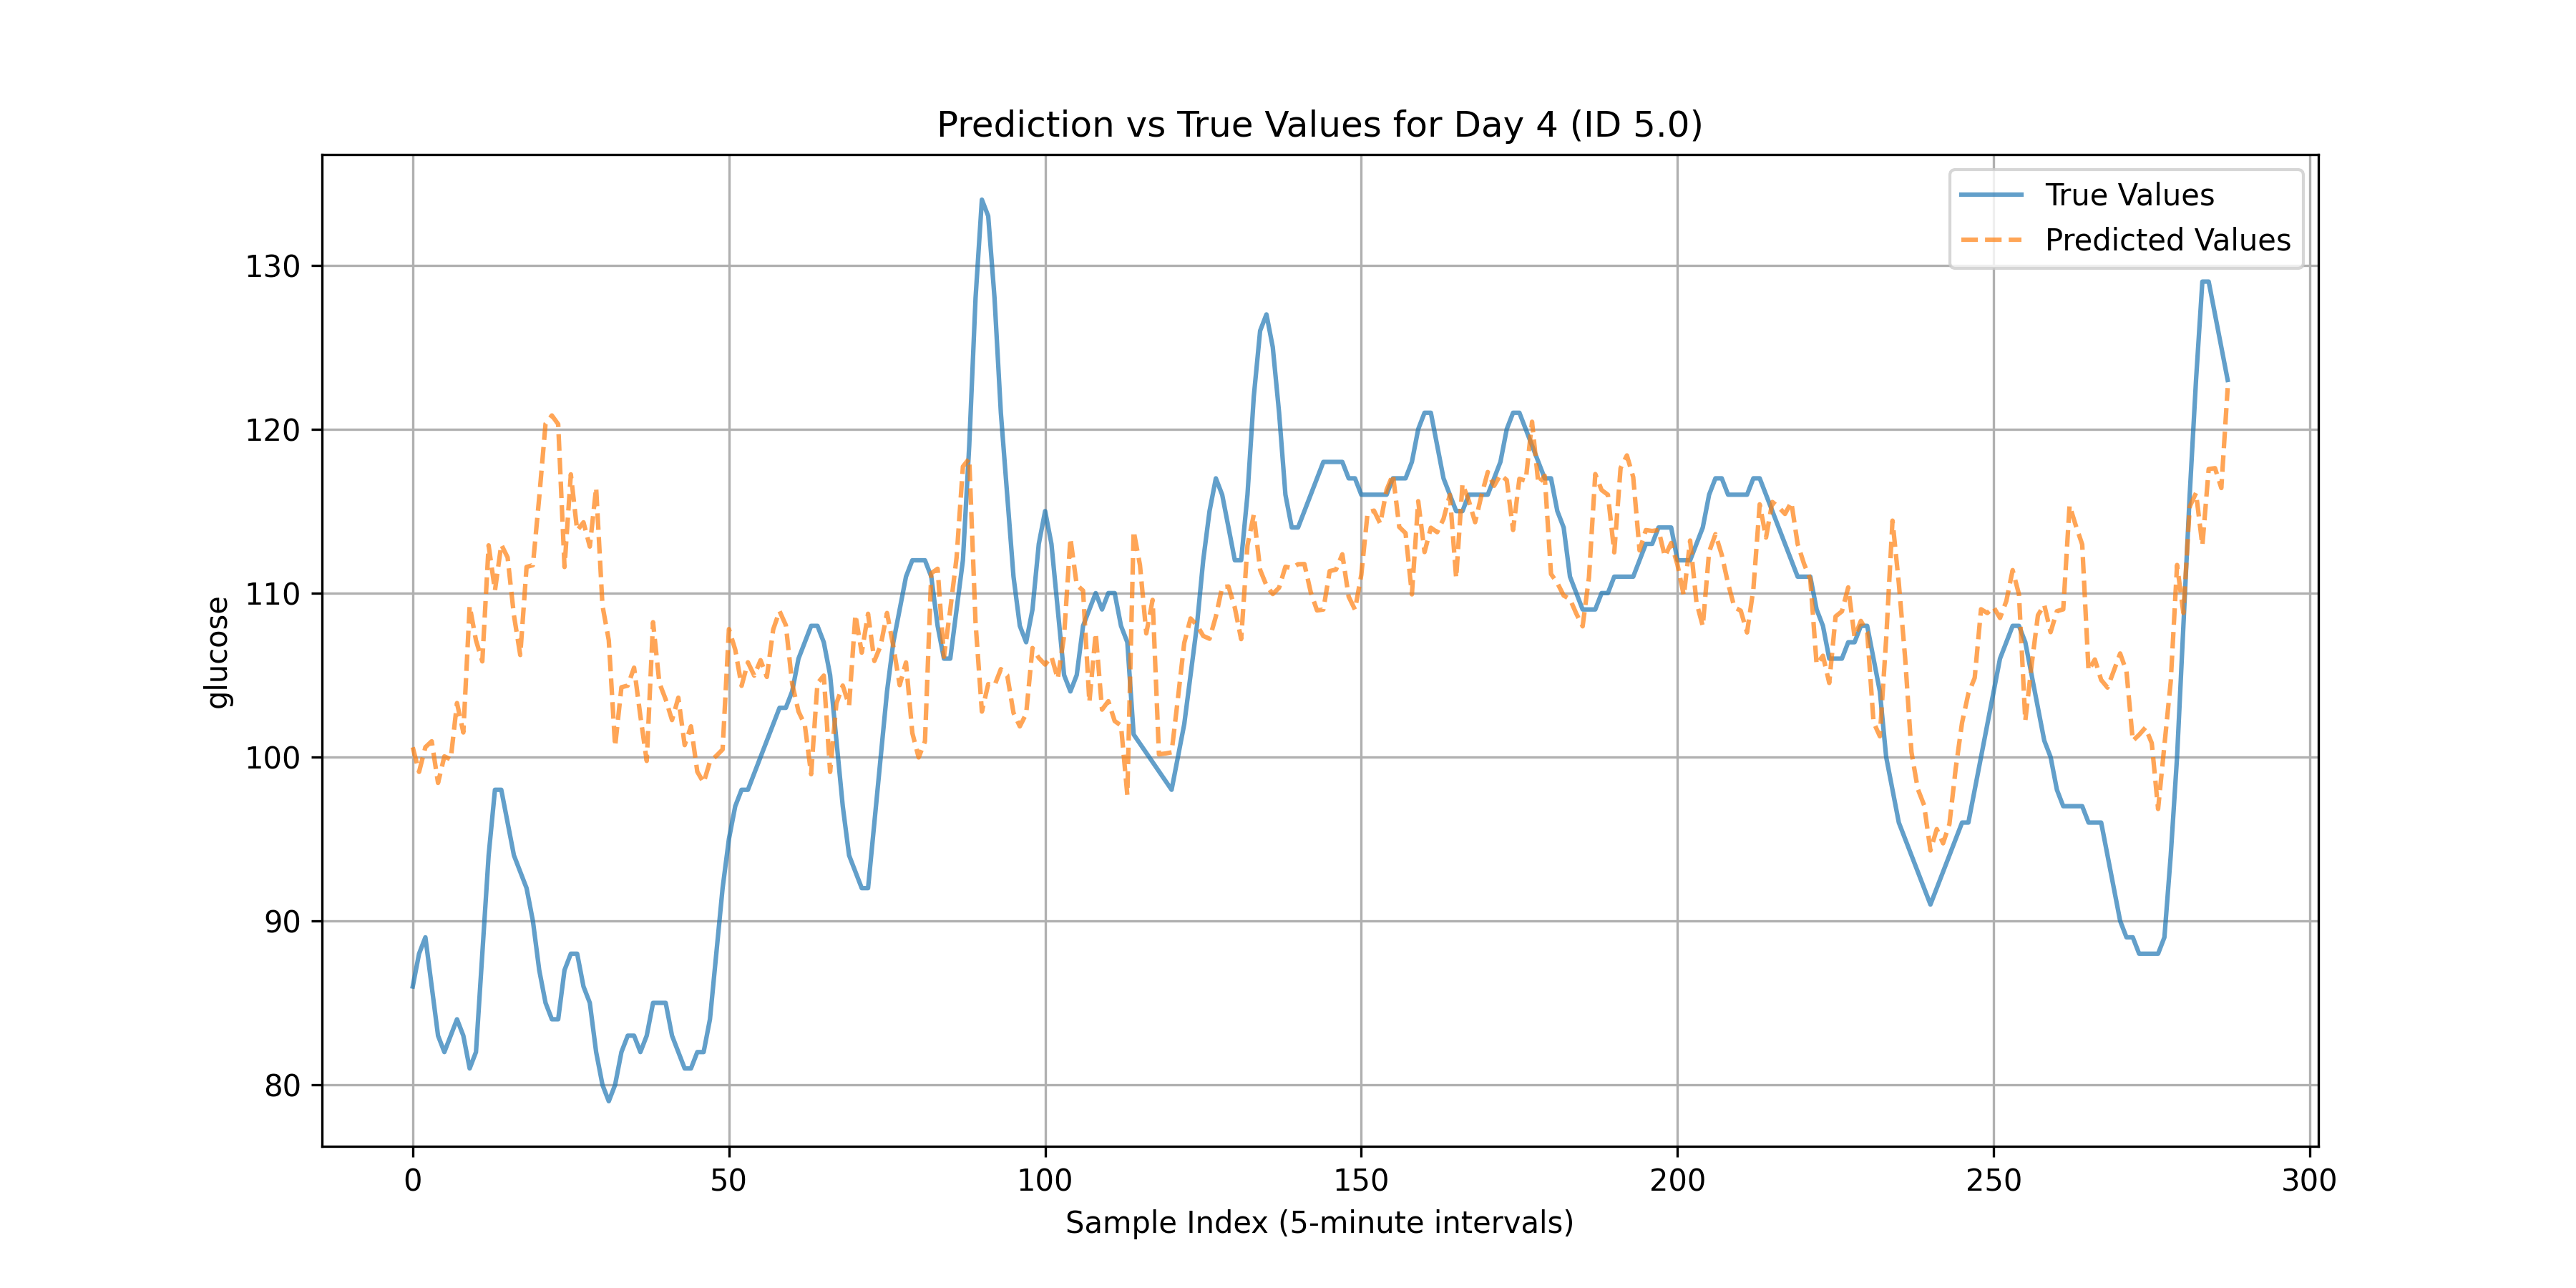 Prediction vs True Values for Day 4 (ID 5.0)
True Values
Predicted Values
130
120
110
100
90
80
glucose
0 50 100 150 200 250 300
Sample Index (5-minute intervals)